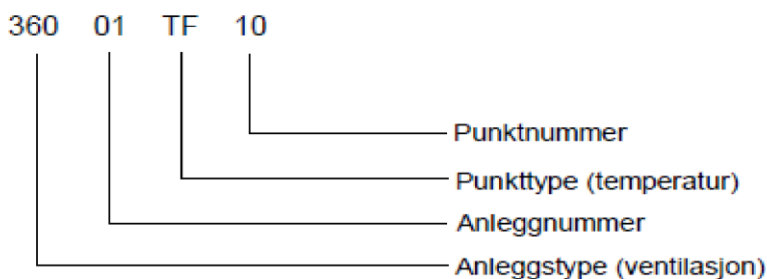 360 01 TF 10
Punktnummer
Punkttype (temperatur)
Anleggnummer
Anleggstype (ventilasjon)